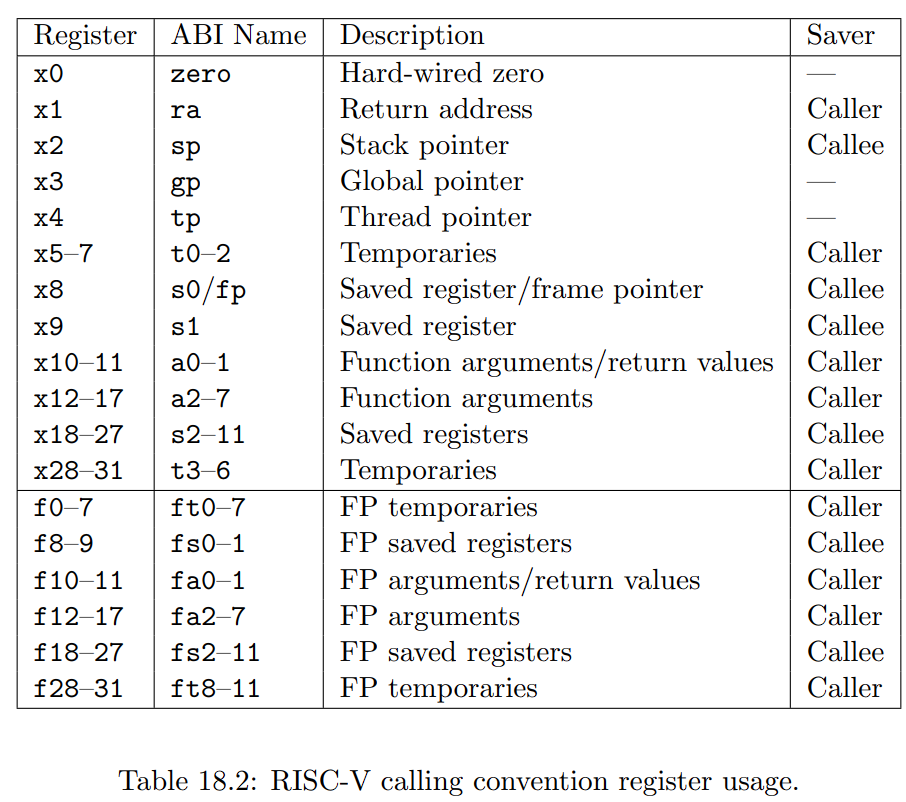 Register ABI Name Description Saver
x0 zero Hard-wired zero —
x1 ra Return address Caller
x2 sp Stack pointer Callee
x3 gp Global pointer —
x4 tp Thread pointer —
x5–7 t0–2 Temporaries Caller
x8 s0/fp Saved register/frame pointer Callee
x9 s1 Saved register Callee
x10–11 a0–1 Function arguments/return values Caller
x12–17 a2–7 Function arguments Caller
x18–27 s2–11 Saved registers Callee
x28–31 t3–6 Temporaries Caller
f0–7 ft0–7 FP temporaries Caller
f8–9 fs0–1 FP saved registers Callee
f10–11 fa0–1 FP arguments/return values Caller
f12–17 fa2–7 FP arguments Caller
f18–27 fs2–11 FP saved registers Callee
f28–31 ft8–11 FP temporaries Caller
Table 18.2: RISC-V calling convention register usage.